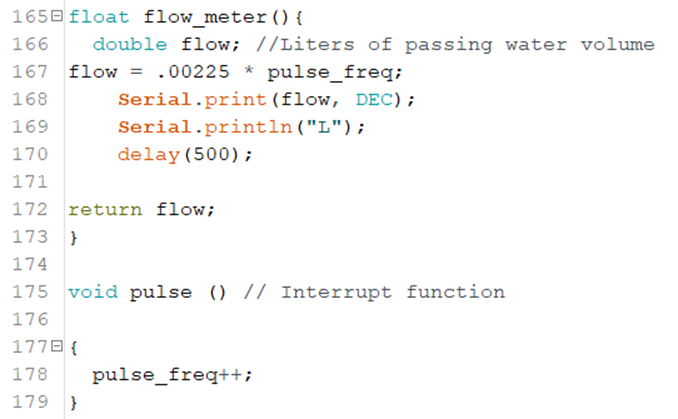 165 float flow_meter(){
166   double flow; //Liters of passing water volume
167 flow = .00225 * pulse_freq;
168     Serial.print(flow, DEC);
169     Serial.println("L");
170     delay(500);
171
172 return flow;
173 }
174
175 void pulse () // Interrupt function
176
177 {
178   pulse_freq++;
179 }